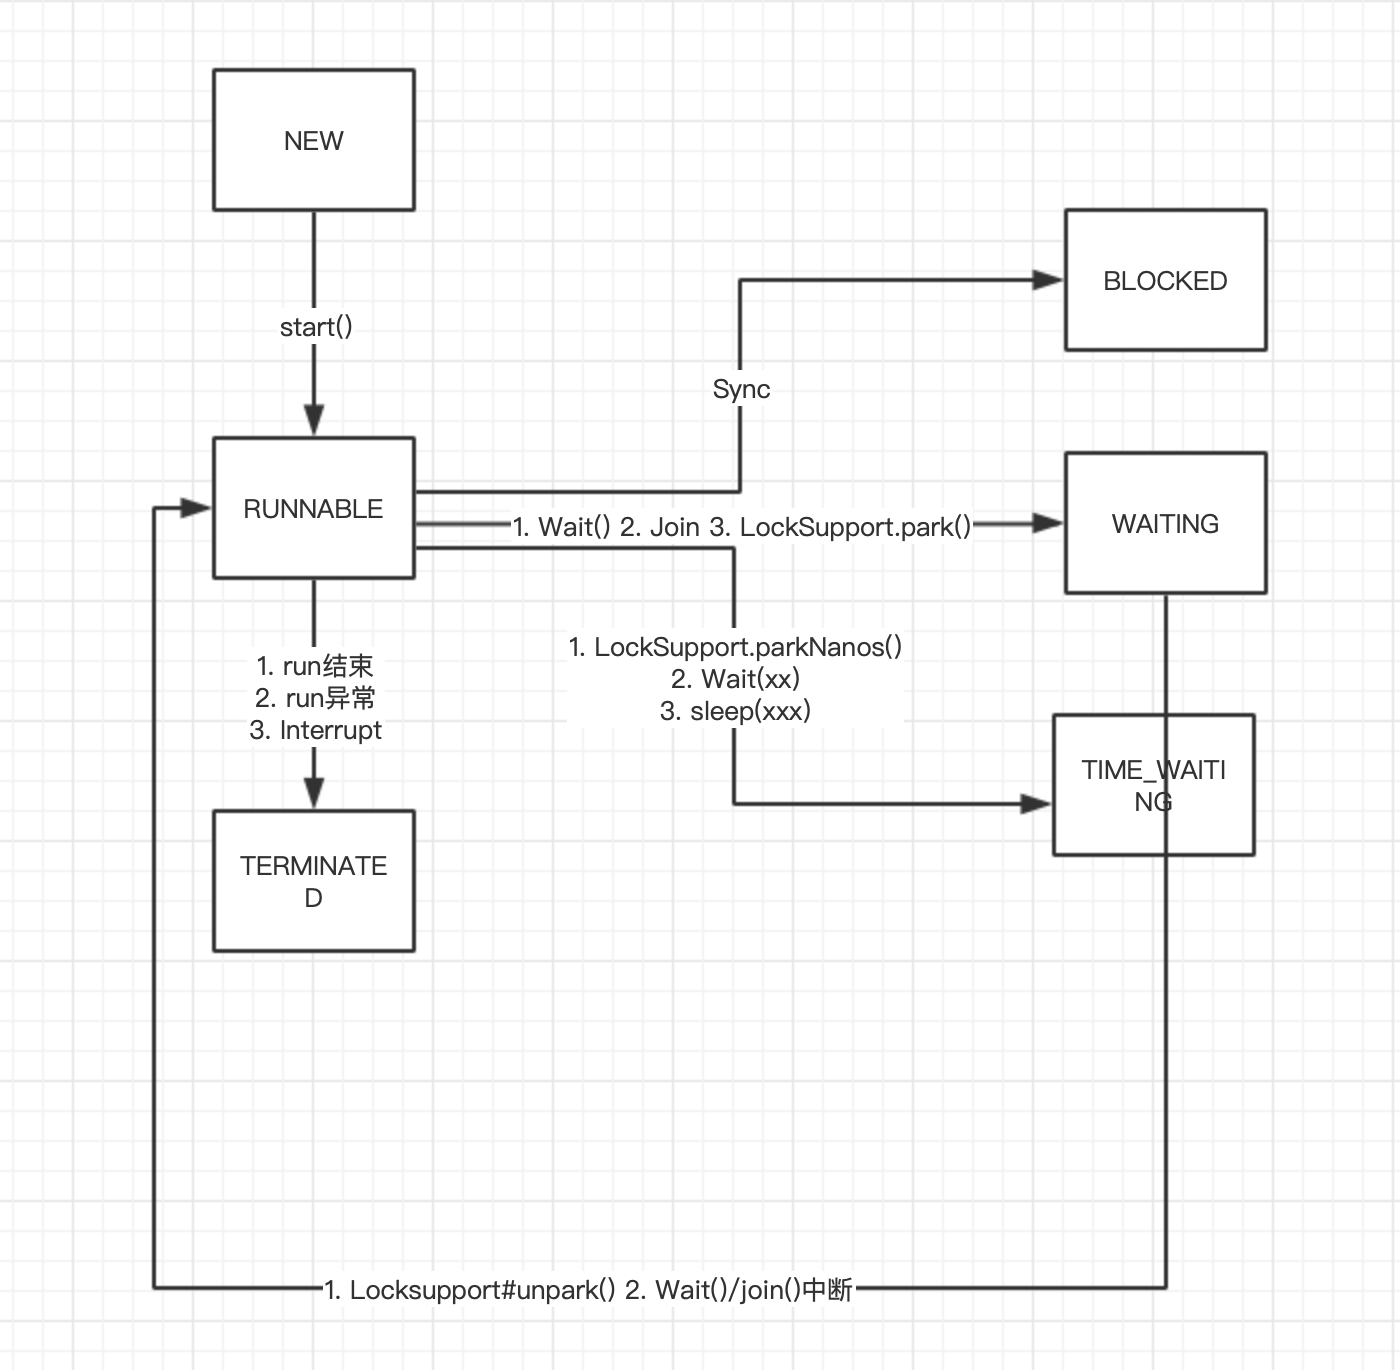 NEW
start()
BLOCKED
Sync
RUNNABLE
1. Wait() 2. Join 3. LockSupport.park()
WAITING
1. run结束
2. run异常
3. Interrupt
1. LockSupport.parkNanos()
2. Wait(xx)
3. sleep(xxx)
TIME_WAITI
NG
TERMINATE
D
1. Locksupport#unpark() 2. Wait()/join()中断